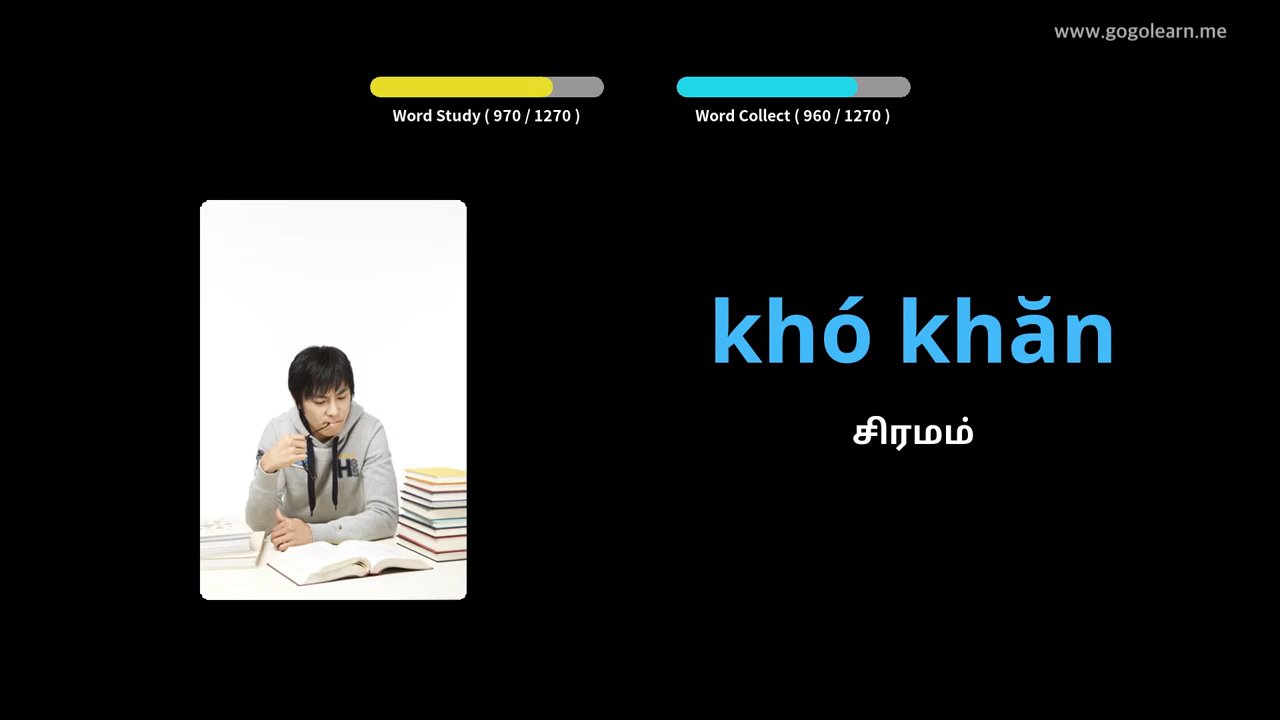 www.gogolearn.me
Word Study ( 970 / 1270 )
Word Collect ( 960 / 1270 )
khó khăn
சிரமம்